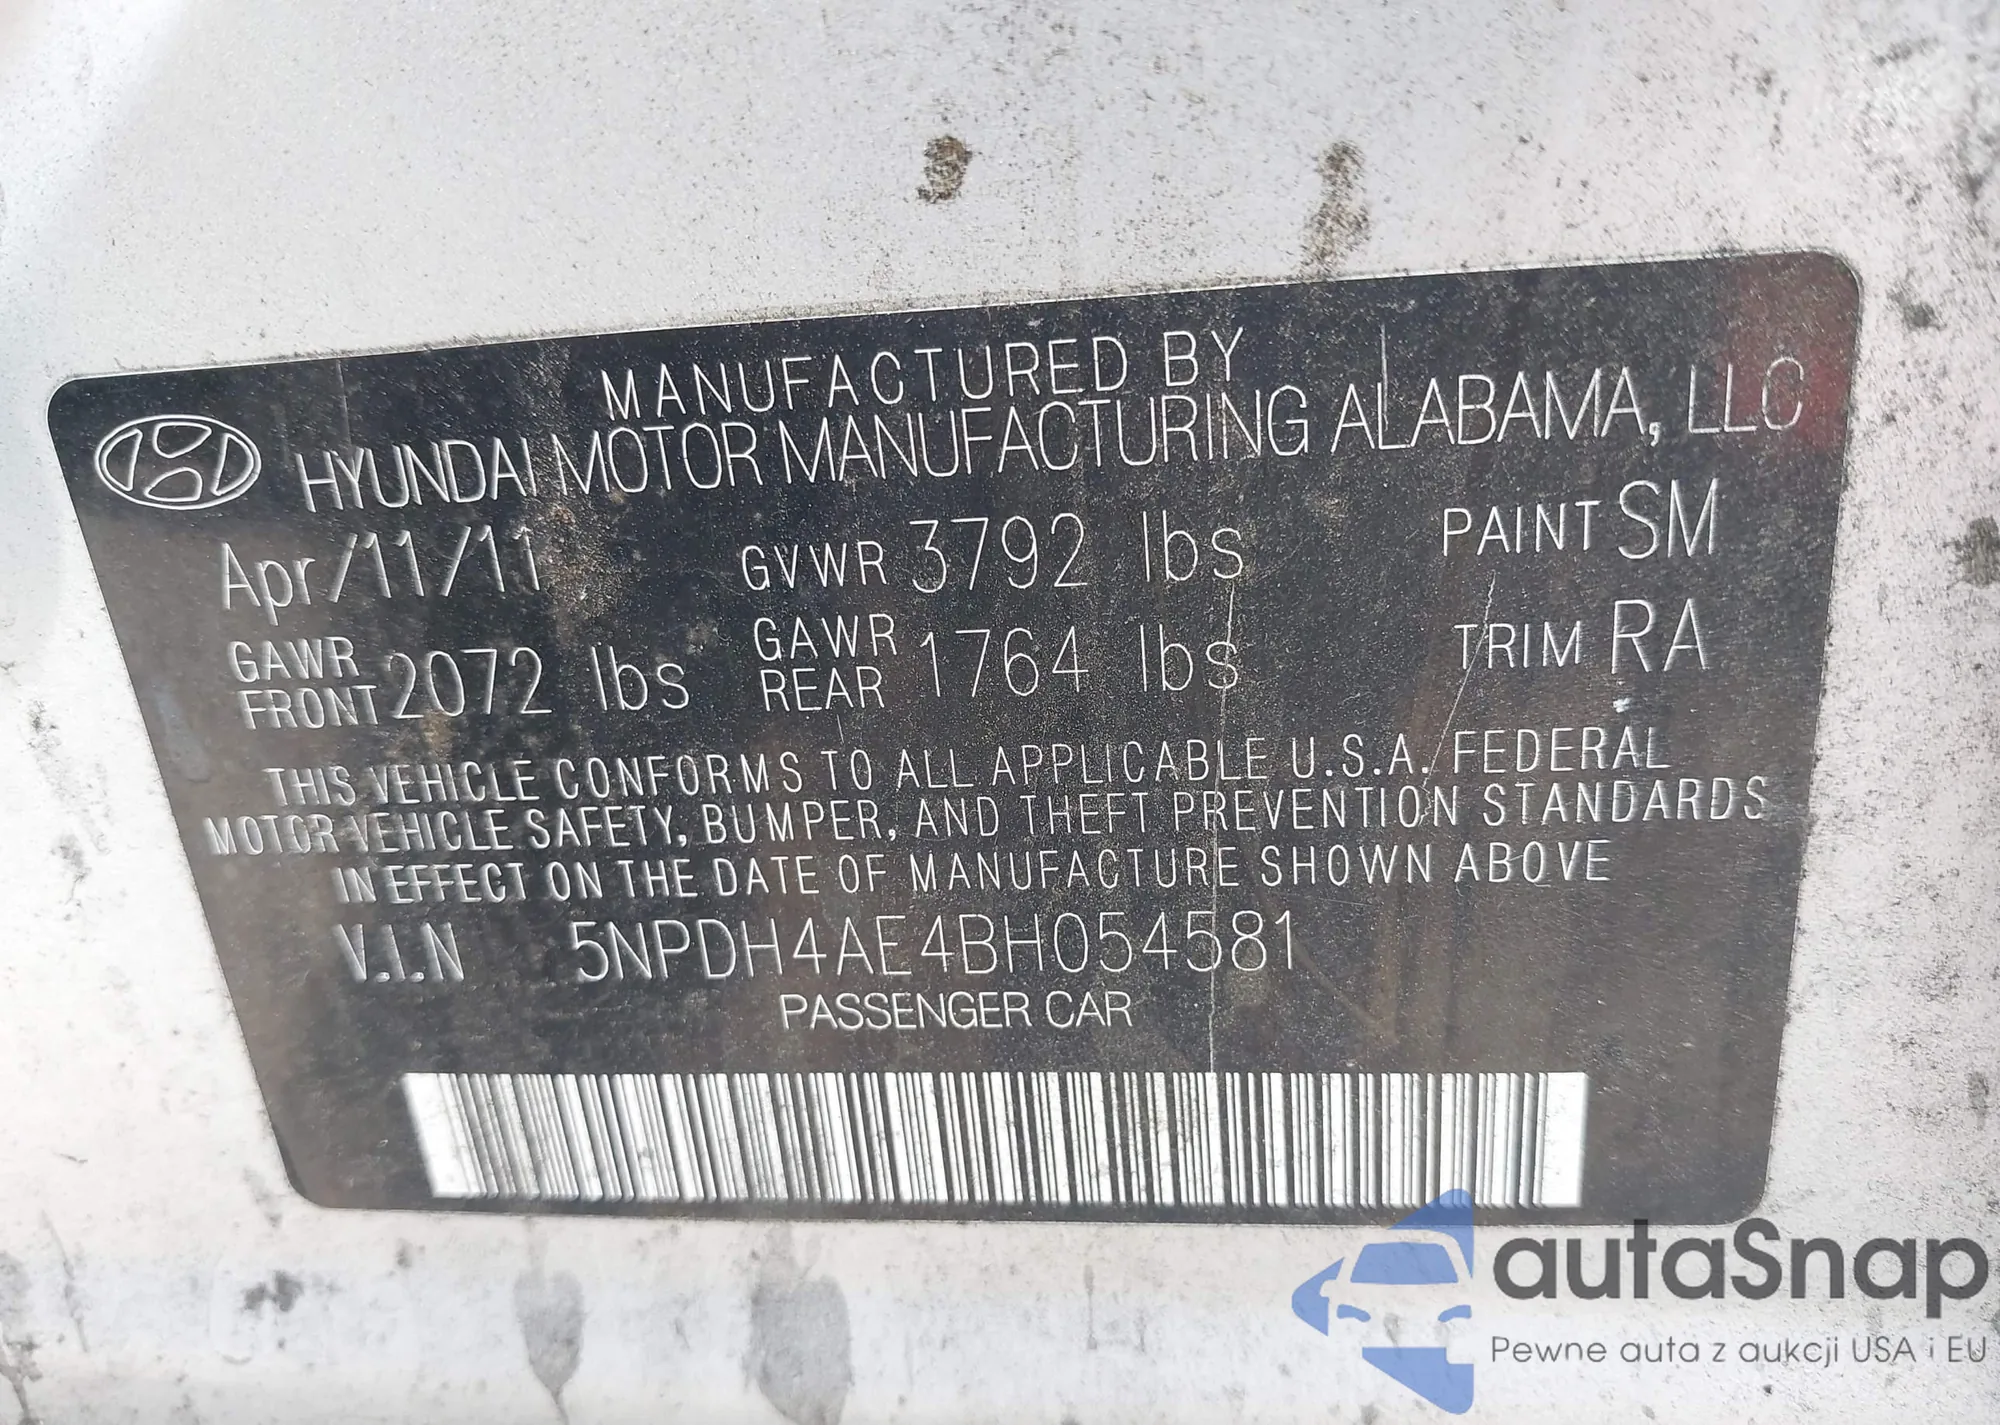 MANUFACTURED BY
HYUNDAI MOTOR MANUFACTURING ALABAMA, LLC
Apr/11/11 GVWR 3792 lbs PAINT SM
GAWR FRONT 2072 lbs GAWR REAR 1764 lbs TRIM RA
THIS VEHICLE CONFORMS TO ALL APPLICABLE U.S.A. FEDERAL
MOTOR VEHICLE SAFETY, BUMPER, AND THEFT PREVENTION STANDARDS
IN EFFECT ON THE DATE OF MANUFACTURE SHOWN ABOVE
V.I.N 5NPDH4AE4BH054581
PASSENGER CAR
autaSnap
Pewne auta z aukcji USA i EU